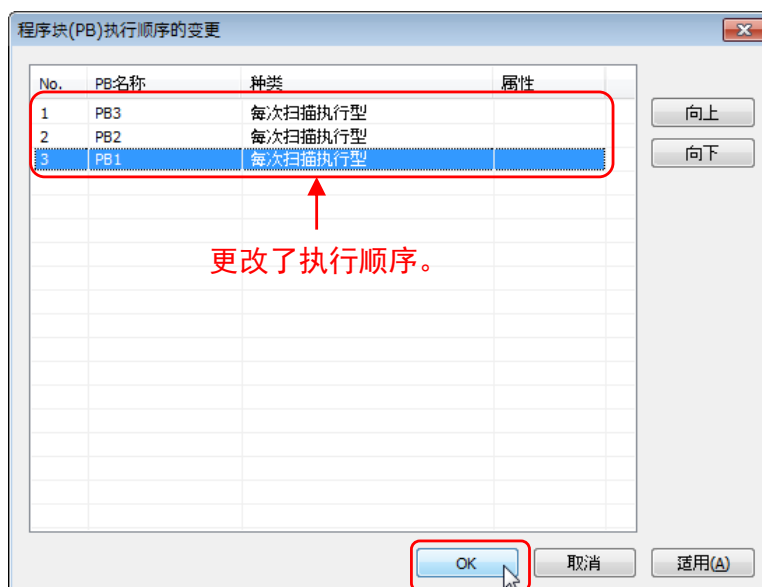 程序块(PB)执行顺序的变更
No. PB名称 种类 属性
1 PB3 每次扫描执行型
2 PB2 每次扫描执行型
3 PB1 每次扫描执行型
向上
向下
更改了执行顺序。
OK 取消 适用(A)